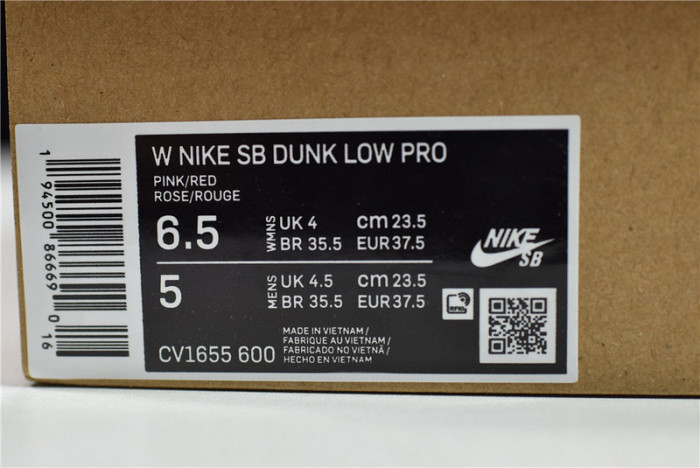 W NIKE SB DUNK LOW PRO
PINK/RED
ROSE/ROUGE
6.5 WMNS UK 4 cm 23.5
BR 35.5 EUR 37.5
5 MENS UK 4.5 cm 23.5
BR 35.5 EUR 37.5
CV1655 600
MADE IN VIETNAM /
FABRIQUE AU VIETNAM /
FABRICADO NO VIETNÃ /
HECHO EN VIETNAM
NIKE
SB
RFID
1 94500 86669 0 16